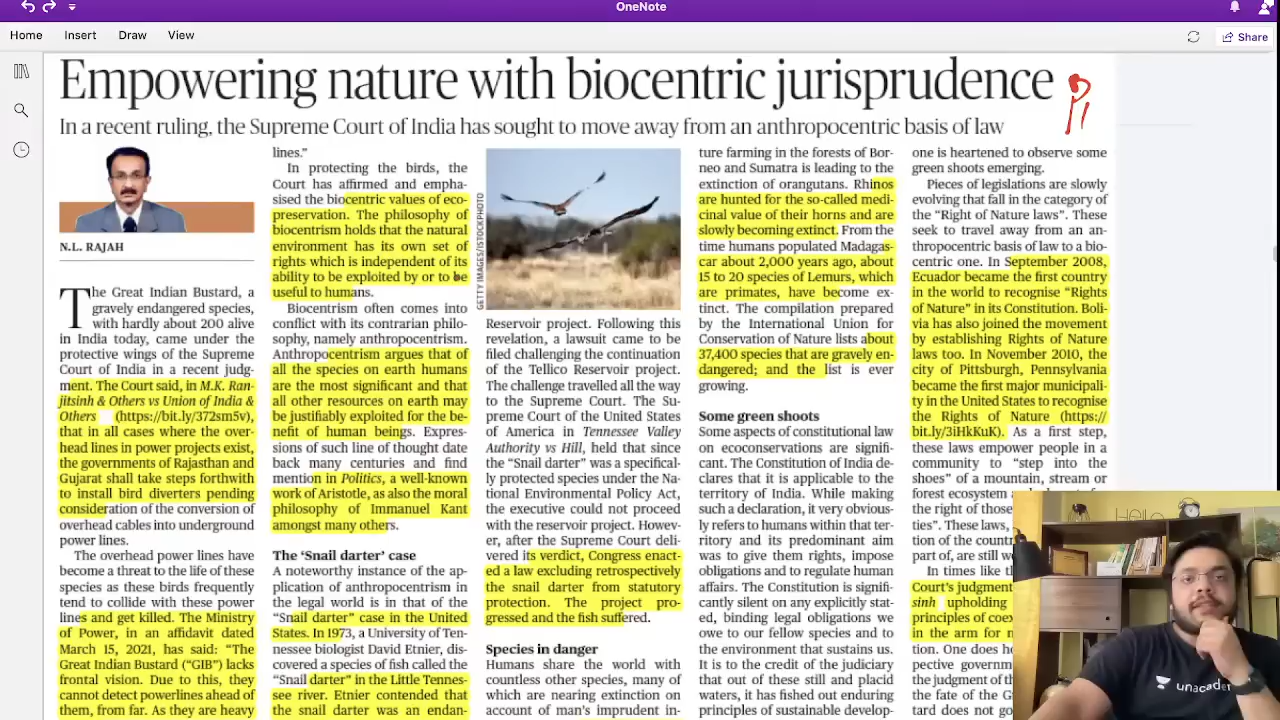 OneNote
Home
Insert
Draw
View
Share
Empowering nature with biocentric jurisprudence
P1
In a recent ruling, the Supreme Court of India has sought to move away from an anthropocentric basis of law
N.L. RAJAH
The Great Indian Bustard, a
gravely endangered species,
with hardly about 200 alive
in India today, came under the
protective wings of the Supreme
Court of India in a recent judg-
ment. The Court said, in M.K. Ran-
jitsinh & Others vs Union of India &
Others (https://bit.ly/372sm5v),
that in all cases where the over-
head lines in power projects exist,
the governments of Rajasthan and
Gujarat shall take steps forthwith
to install bird diverters pending
consideration of the conversion of
overhead cables into underground
power lines.
The overhead power lines have
become a threat to the life of these
species as these birds frequently
tend to collide with these power
lines and get killed. The Ministry
of Power, in an affidavit dated
March 15, 2021, has said: “The
Great Indian Bustard (“GIB”) lacks
frontal vision. Due to this, they
cannot detect powerlines ahead of
them, from far. As they are heavy
lines.”
In protecting the birds, the
Court has affirmed and empha-
sised the biocentric values of eco-
preservation. The philosophy of
biocentrism holds that the natural
environment has its own set of
rights which is independent of its
ability to be exploited by or to be
useful to humans.
Biocentrism often comes into
conflict with its contrarian philo-
sophy, namely anthropocentrism.
Anthropocentrism argues that of
all the species on earth humans
are the most significant and that
all other resources on earth may
be justifiably exploited for the be-
nefit of human beings. Expres-
sions of such line of thought date
back many centuries and find
mention in Politics, a well-known
work of Aristotle, as also the moral
philosophy of Immanuel Kant
amongst many others.
The ‘Snail darter’ case
A noteworthy instance of the ap-
plication of anthropocentrism in
the legal world is in that of the
“Snail darter” case in the United
States. In 1973, a University of Ten-
nessee biologist David Etnier, dis-
covered a species of fish called the
“Snail darter” in the Little Tennes-
see river. Etnier contended that
the snail darter was an endan-
GETTY IMAGES/ISTOCKPHOTO
Reservoir project. Following this
revelation, a lawsuit came to be
filed challenging the continuation
of the Tellico Reservoir project.
The challenge travelled all the way
to the Supreme Court. The Su-
preme Court of the United States
of America in Tennessee Valley
Authority vs Hill, held that since
the “Snail darter” was a specifical-
ly protected species under the Na-
tional Environmental Policy Act,
the executive could not proceed
with the reservoir project. Howev-
er, after the Supreme Court deli-
vered its verdict, Congress enact-
ed a law excluding retrospectively
the snail darter from statutory
protection. The project pro-
gressed and the fish suffered.
Species in danger
Humans share the world with
countless other species, many of
which are nearing extinction on
account of man’s imprudent in-
ture farming in the forests of Bor-
neo and Sumatra is leading to the
extinction of orangutans. Rhinos
are hunted for the so-called medi-
cinal value of their horns and are
slowly becoming extinct. From the
time humans populated Madagas-
car about 2,000 years ago, about
15 to 20 species of Lemurs, which
are primates, have become ex-
tinct. The compilation prepared
by the International Union for
Conservation of Nature lists about
37,400 species that are gravely en-
dangered; and the list is ever
growing.
Some green shoots
Some aspects of constitutional law
on ecoconservations are signifi-
cant. The Constitution of India de-
clares that it is applicable to the
territory of India. While making
such a declaration, it very obvious-
ly refers to humans within that ter-
ritory and its predominant aim
was to give them rights, impose
obligations and to regulate human
affairs. The Constitution is signifi-
cantly silent on any explicitly stat-
ed, binding legal obligations we
owe to our fellow species and to
the environment that sustains us.
It is to the credit of the judiciary
that out of these still and placid
waters, it has fished out enduring
principles of sustainable develop-
one is heartened to observe some
green shoots emerging.
Pieces of legislations are slowly
evolving that fall in the category of
the “Right of Nature laws”. These
seek to travel away from an an-
thropocentric basis of law to a bio-
centric one. In September 2008,
Ecuador became the first country
in the world to recognise “Rights
of Nature” in its Constitution. Boli-
via has also joined the movement
by establishing Rights of Nature
laws too. In November 2010, the
city of Pittsburgh, Pennsylvania
became the first major municipali-
ty in the United States to recognise
the Rights of Nature (https://
bit.ly/3iHkKuK). As a first step,
these laws empower people in a
community to “step into the
shoes” of a mountain, stream or
forest ecosystem
ties”. These laws,
tion of the
part of, are still
In times like
Court’s judgment
sinh upholding
principles of
in the arm for
tion. One does
pective
the judgment of
the fate of the
tard does not
Hello
unacademy